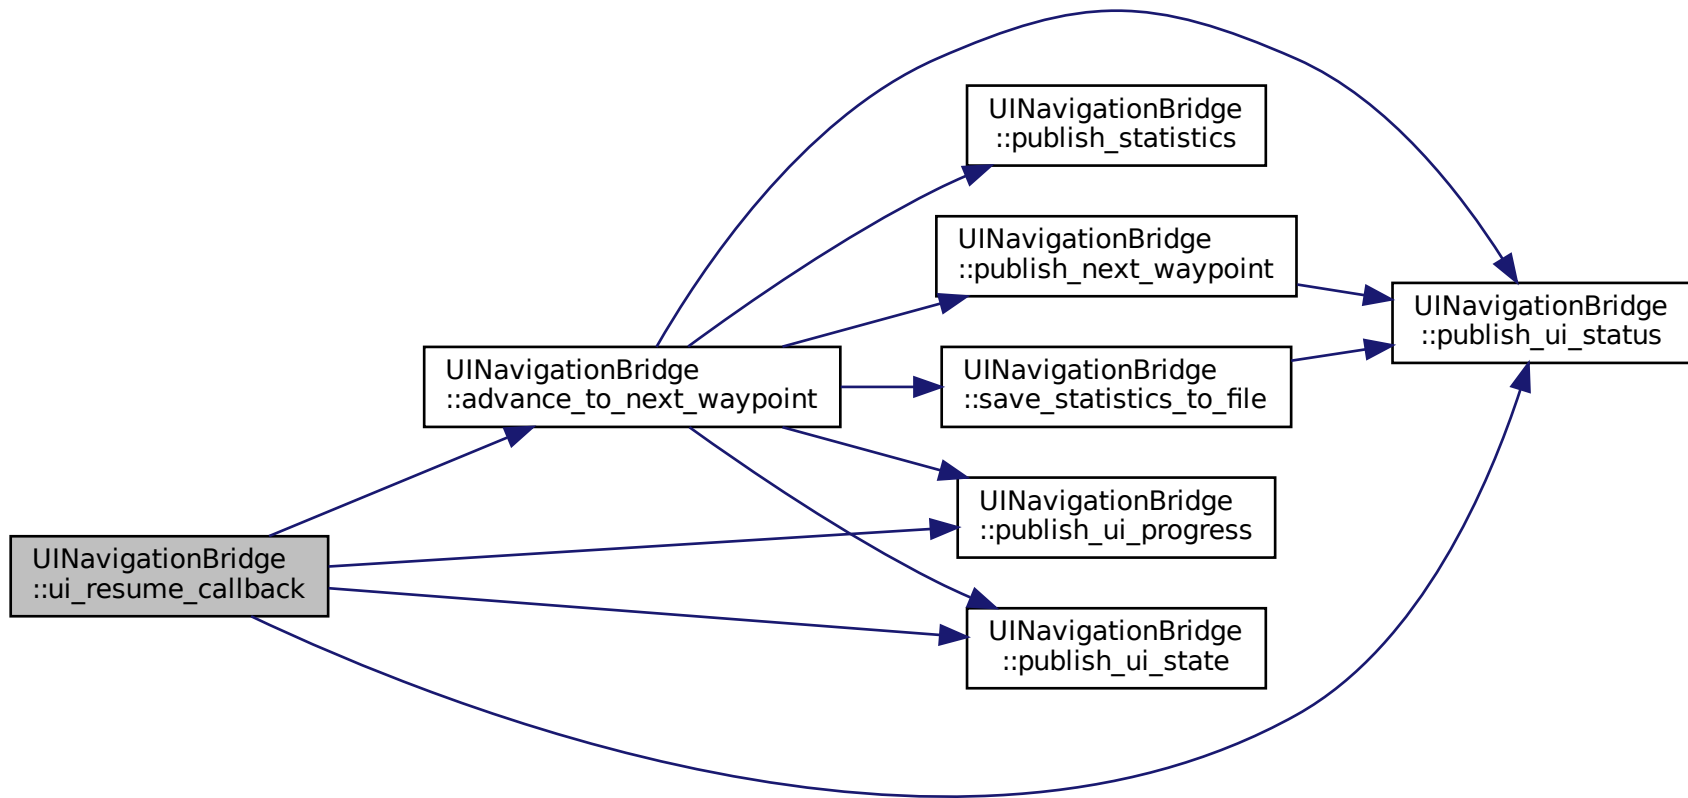 UINavigationBridge
::publish_statistics
UINavigationBridge
::publish_next_waypoint
UINavigationBridge
::publish_ui_status
UINavigationBridge
::advance_to_next_waypoint
UINavigationBridge
::save_statistics_to_file
UINavigationBridge
::publish_ui_progress
UINavigationBridge
::ui_resume_callback
UINavigationBridge
::publish_ui_state